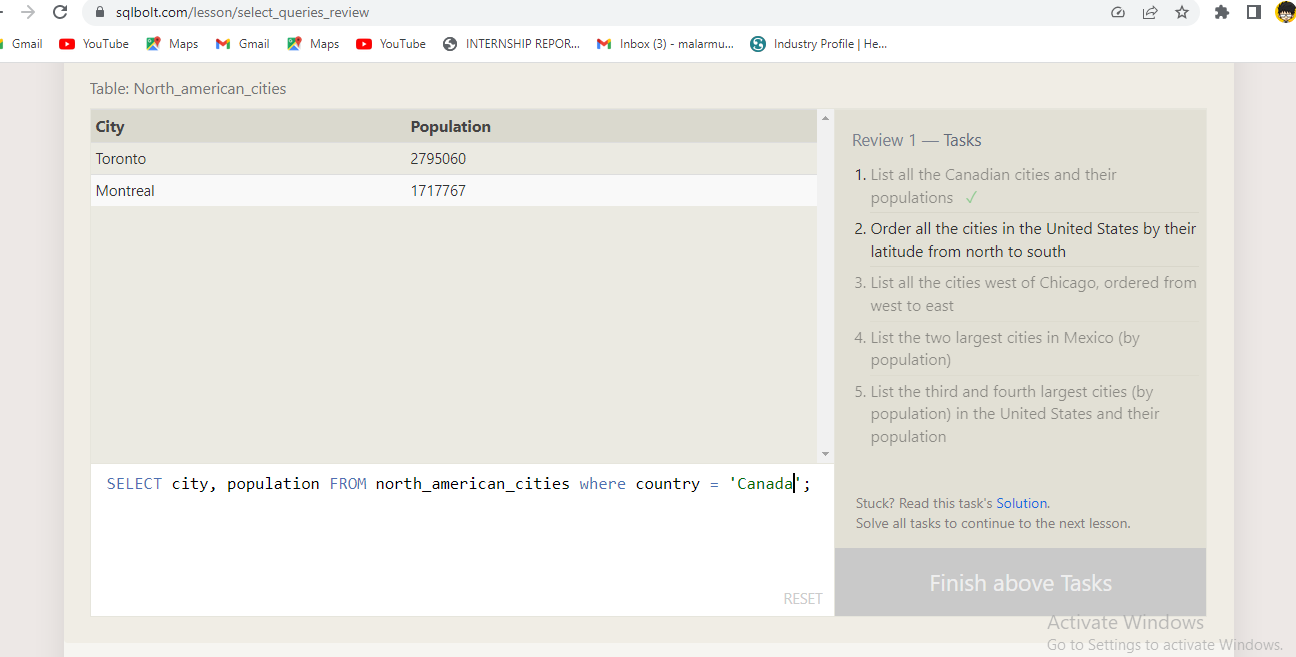 sqlbolt.com/lesson/select_queries_review
Gmail YouTube Maps Gmail Maps YouTube INTERNSHIP REPOR... Inbox (3) - malarmu... Industry Profile | He...
Table: North_american_cities
City Population
Toronto 2795060
Montreal 1717767
SELECT city, population FROM north_american_cities where country = 'Canada';
RESET
Review 1 — Tasks
1. List all the Canadian cities and their
populations ✓
2. Order all the cities in the United States by their
latitude from north to south
3. List all the cities west of Chicago, ordered from
west to east
4. List the two largest cities in Mexico (by
population)
5. List the third and fourth largest cities (by
population) in the United States and their
population
Stuck? Read this task's Solution.
Solve all tasks to continue to the next lesson.
Finish above Tasks
Activate Windows
Go to Settings to activate Windows.